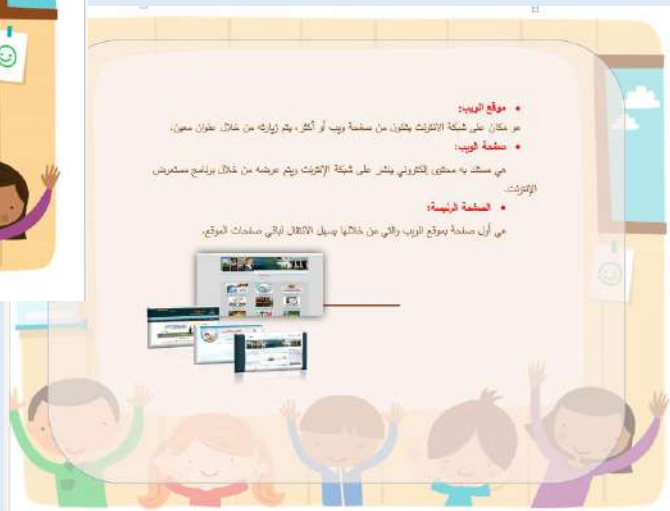 موقع الويب:
هو مكان على شبكة الانترنت يتكون من صفحة ويب أو أكثر، يتم زيارته من خلال عنوان معين.
صفحة الويب:
هي مستند به محتوى إلكتروني ينشر على شبكة الإنترنت ويتم عرضه من خلال برنامج مستعرض
الإنترنت.
الصفحة الرئيسة:
هي أول صفحة بموقع الويب والتي من خلالها يسهل الانتقال لباقي صفحات الموقع.